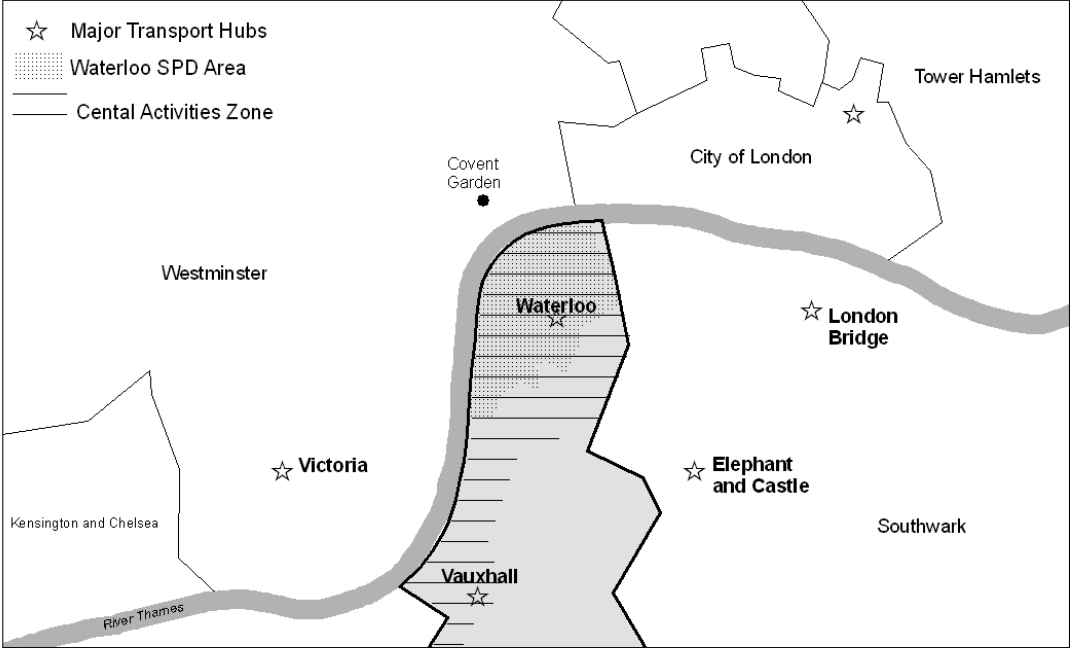 Major Transport Hubs
Waterloo SPD Area
Cental Activities Zone
Tower Hamlets
City of London
Covent
Garden
Westminster
Waterloo
London
Bridge
Victoria
Elephant
and Castle
Kensington and Chelsea
Southwark
Vauxhall
River Thames